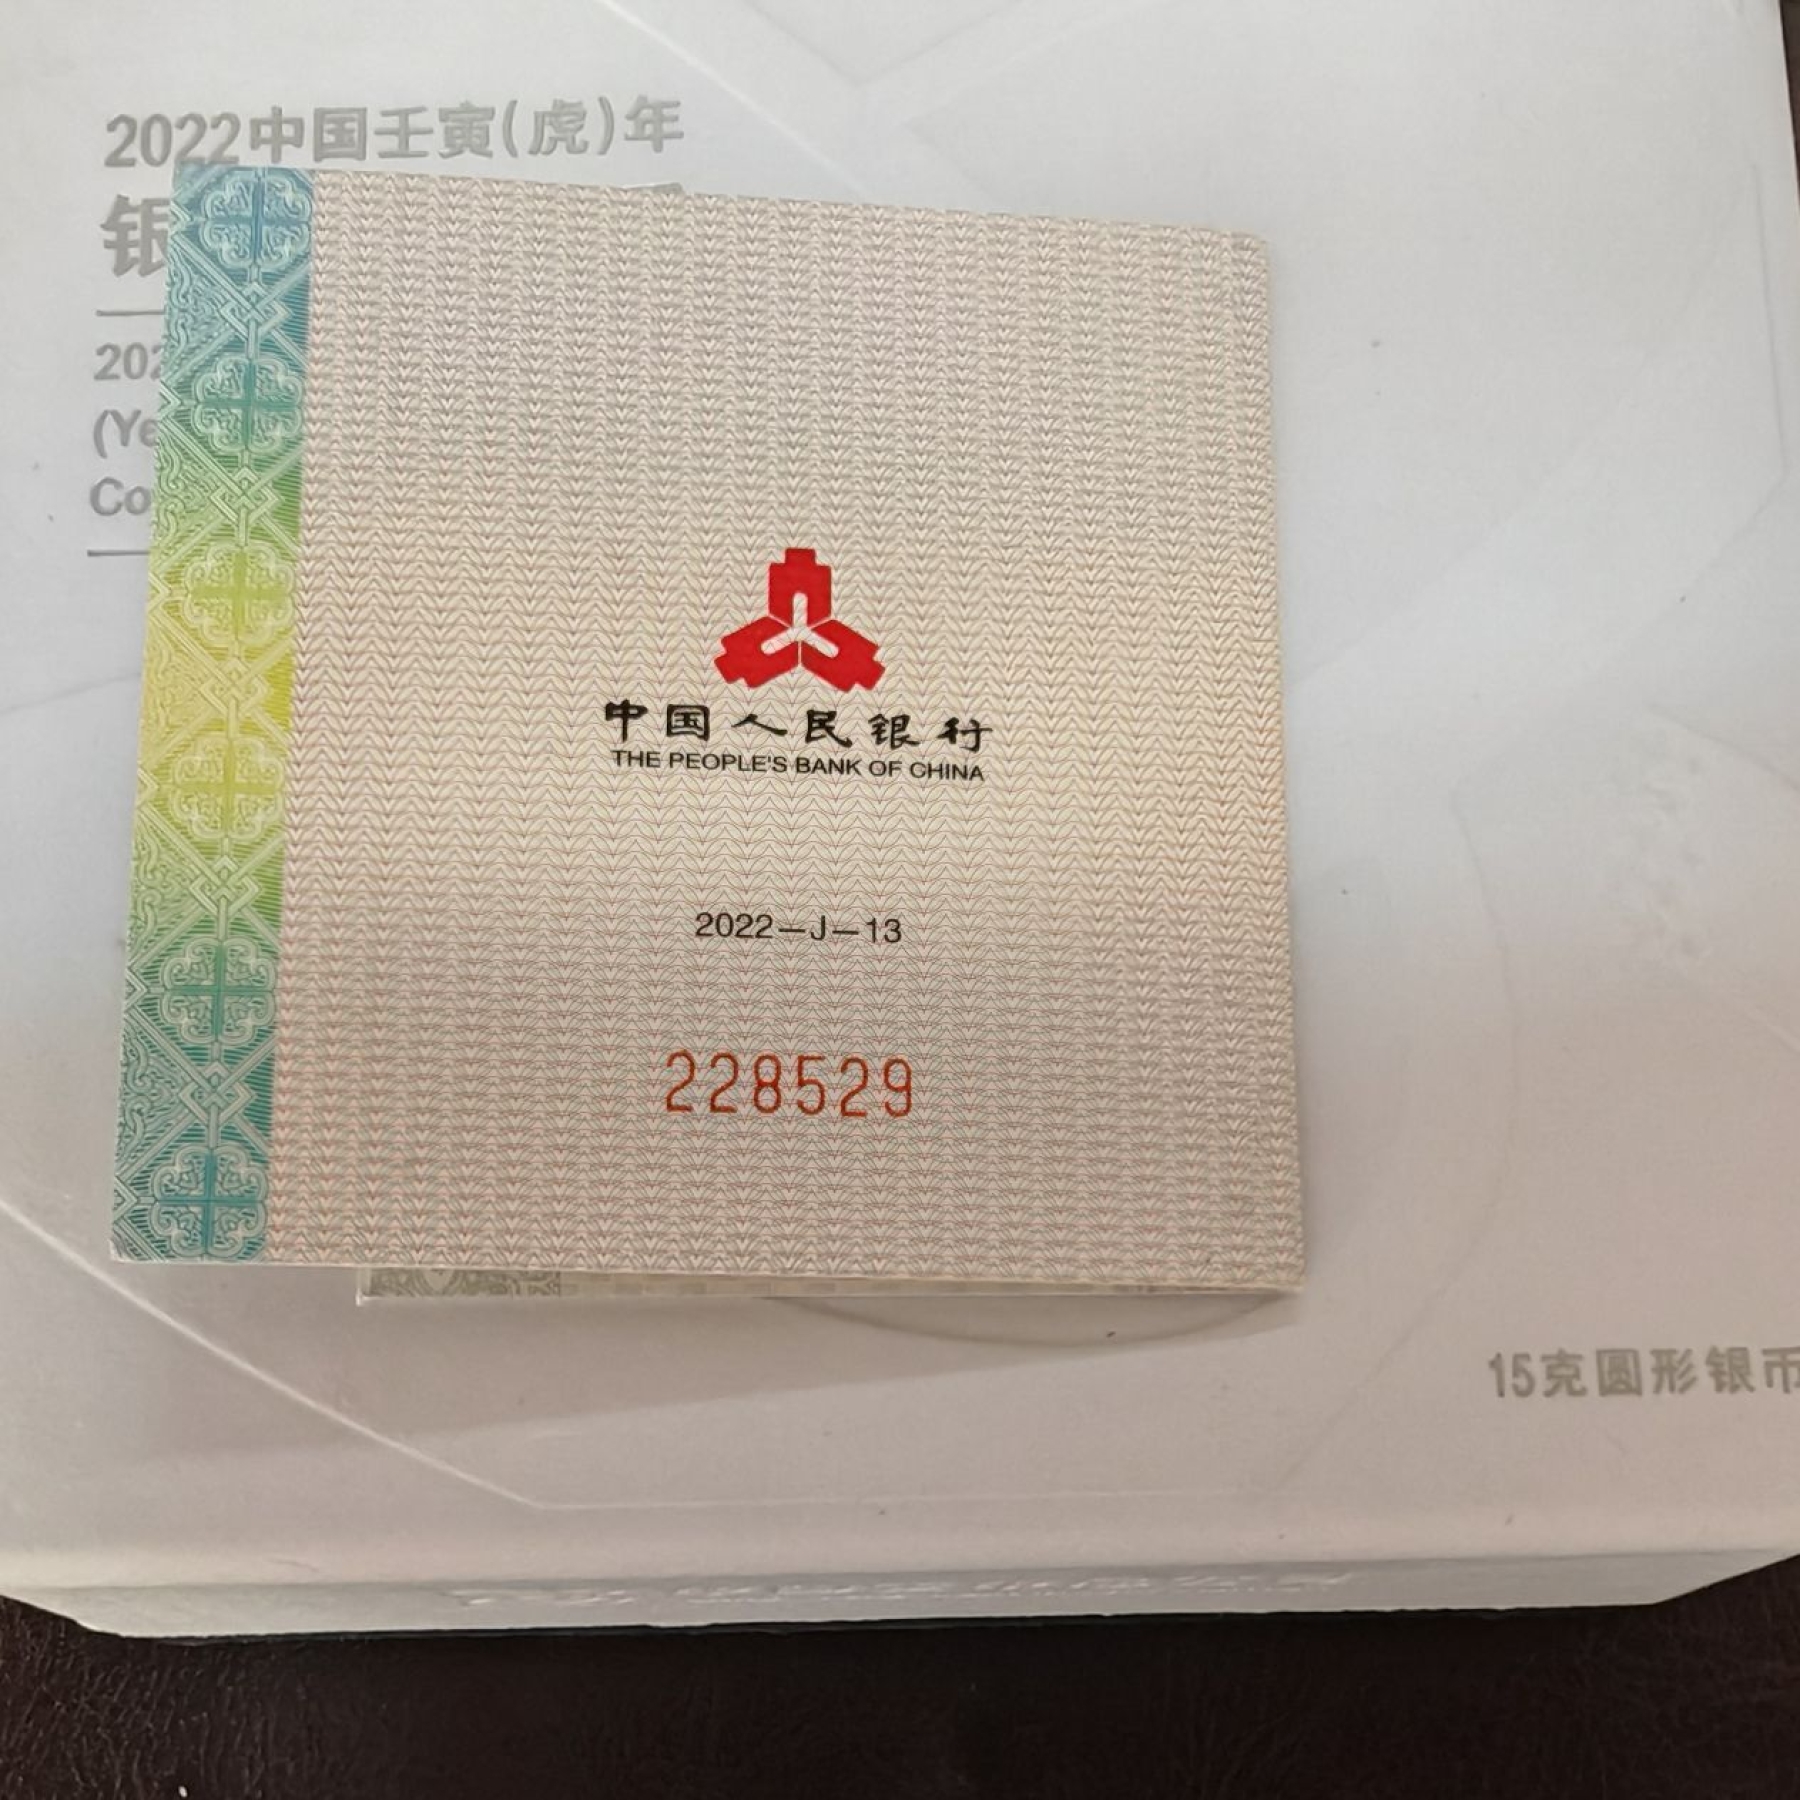 2022中国壬寅(虎)年
银
202
(Ye
Co
中国人民银行
THE PEOPLE'S BANK OF CHINA
2022—J—13
228529
15克圆形银币